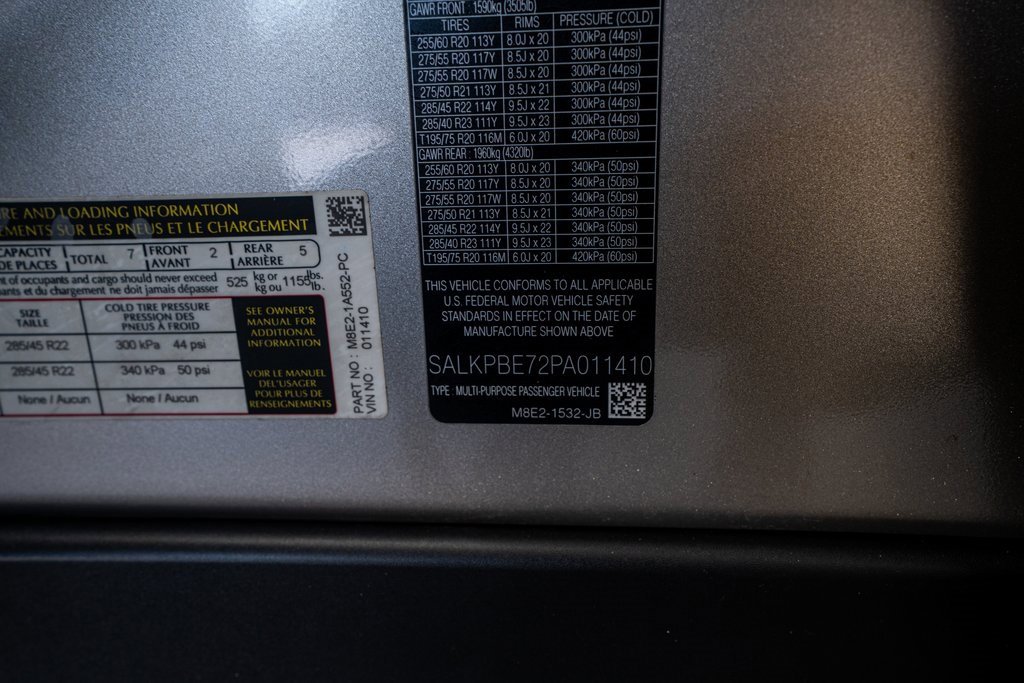 RE AND LOADING INFORMATION
EMENTS SUR LES PNEUS ET LE CHARGEMENT
CAPACITY TOTAL 7 FRONT 2 REAR 5
DE PLACES AVANT ARRIÈRE
nt of occupants and cargo should never exceed 525 kg or 1159 lbs.
ants et du chargement ne doit jamais dépasser kg ou lb.
SIZE
TAILLE
COLD TIRE PRESSURE
PRESSION DES
PNEUS À FROID
285/45 R22 300 kPa 44 psi
285/45 R22 340 kPa 50 psi
None / Aucun None / Aucun
SEE OWNER'S
MANUAL FOR
ADDITIONAL
INFORMATION
VOIR LE MANUEL
DEL'USAGER
POUR PLUS DE
RENSEIGNEMENTS
PART NO : M8E2-1A552-PC
VIN NO : 011410
GAWR FRONT : 1590kg (3505lb)
TIRES RIMS PRESSURE (COLD)
255/60 R20 113Y 8.0J x 20 300kPa (44psi)
275/55 R20 117Y 8.5J x 20 300kPa (44psi)
275/55 R20 117W 8.5J x 20 300kPa (44psi)
275/50 R21 113Y 8.5J x 21 300kPa (44psi)
285/45 R22 114Y 9.5J x 22 300kPa (44psi)
285/40 R23 111Y 9.5J x 23 300kPa (44psi)
T195/75 R20 116M 6.0J x 20 420kPa (60psi)
GAWR REAR : 1960kg (4320lb)
255/60 R20 113Y 8.0J x 20 340kPa (50psi)
275/55 R20 117Y 8.5J x 20 340kPa (50psi)
275/55 R20 117W 8.5J x 20 340kPa (50psi)
275/50 R21 113Y 8.5J x 21 340kPa (50psi)
285/45 R22 114Y 9.5J x 22 340kPa (50psi)
285/40 R23 111Y 9.5J x 23 340kPa (50psi)
T195/75 R20 116M 6.0J x 20 420kPa (60psi)
THIS VEHICLE CONFORMS TO ALL APPLICABLE
U.S. FEDERAL MOTOR VEHICLE SAFETY
STANDARDS IN EFFECT ON THE DATE OF
MANUFACTURE SHOWN ABOVE
SALKPBE72PA011410
TYPE : MULTI-PURPOSE PASSENGER VEHICLE
M8E2-1532-JB